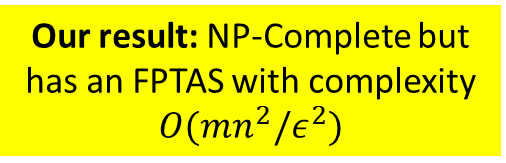 Our result: NP-Complete but
has an FPTAS with complexity
𝑂(𝑚𝑛²/𝜖²)